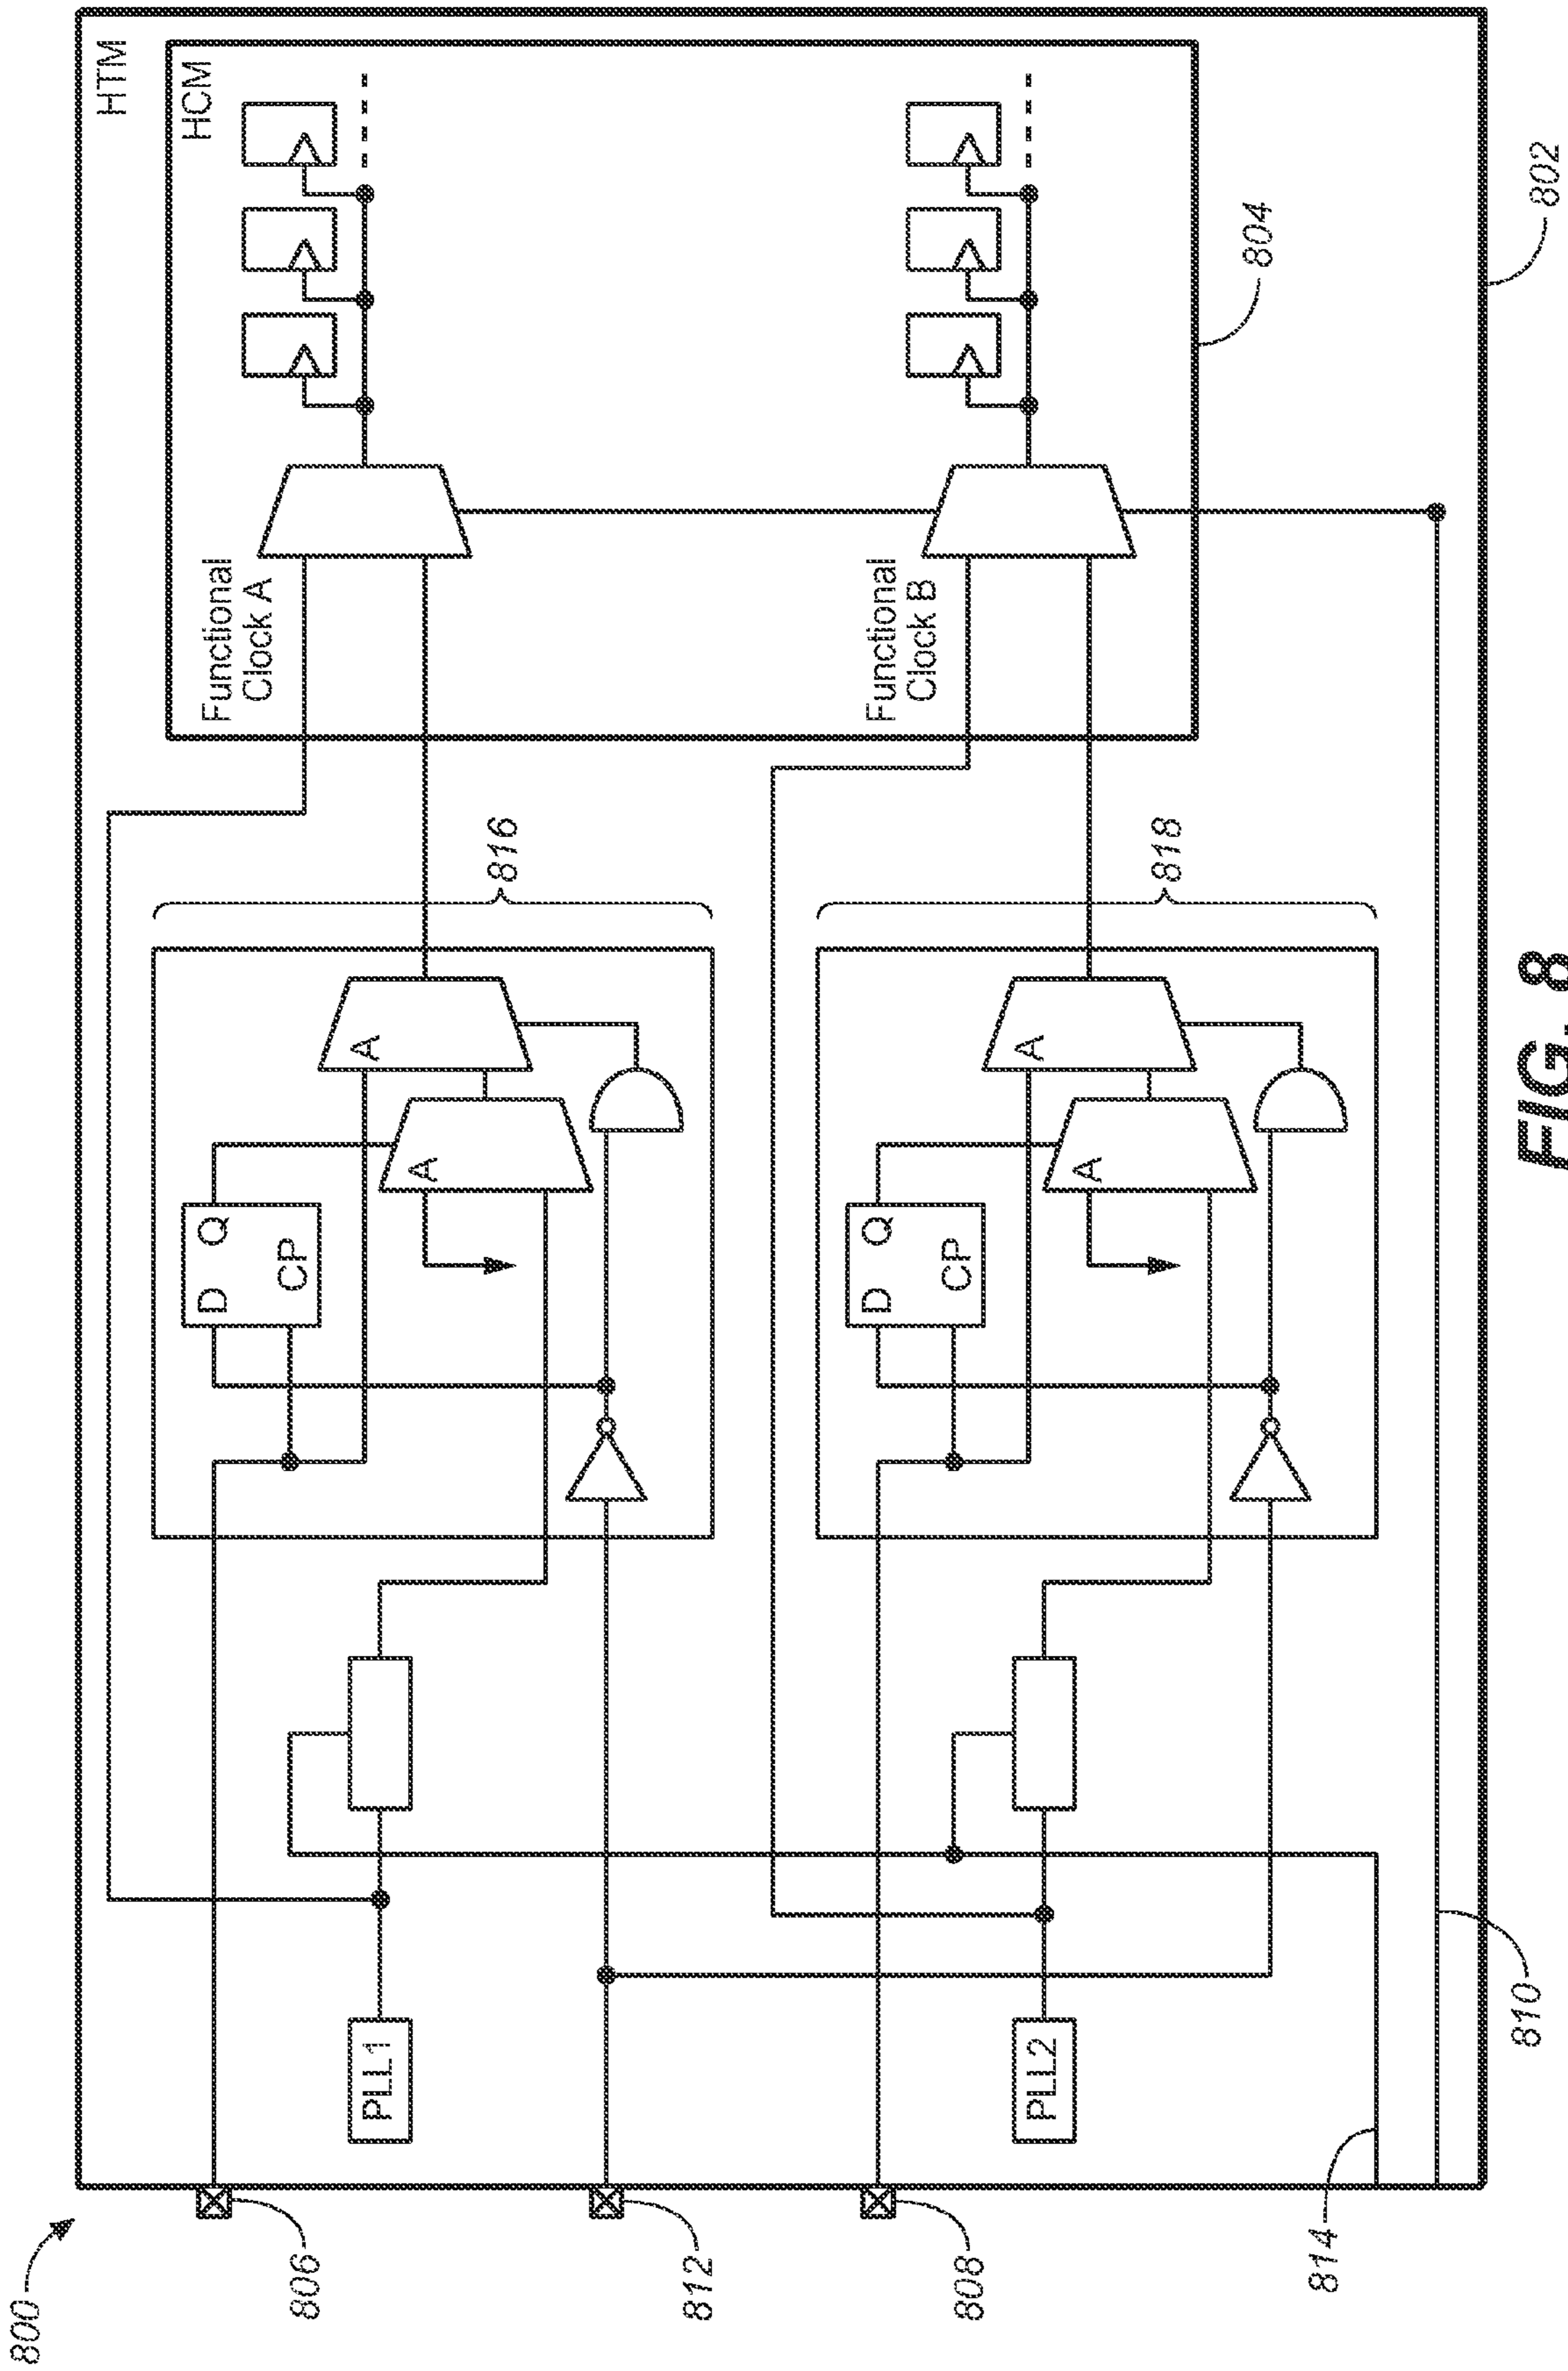 800
HTM
HCM
806
PLL1
D Q
CP
A
A
816
Functional
Clock A
812
808
PLL2
D Q
CP
A
A
818
Functional
Clock B
804
814
810
802
FIG. 8